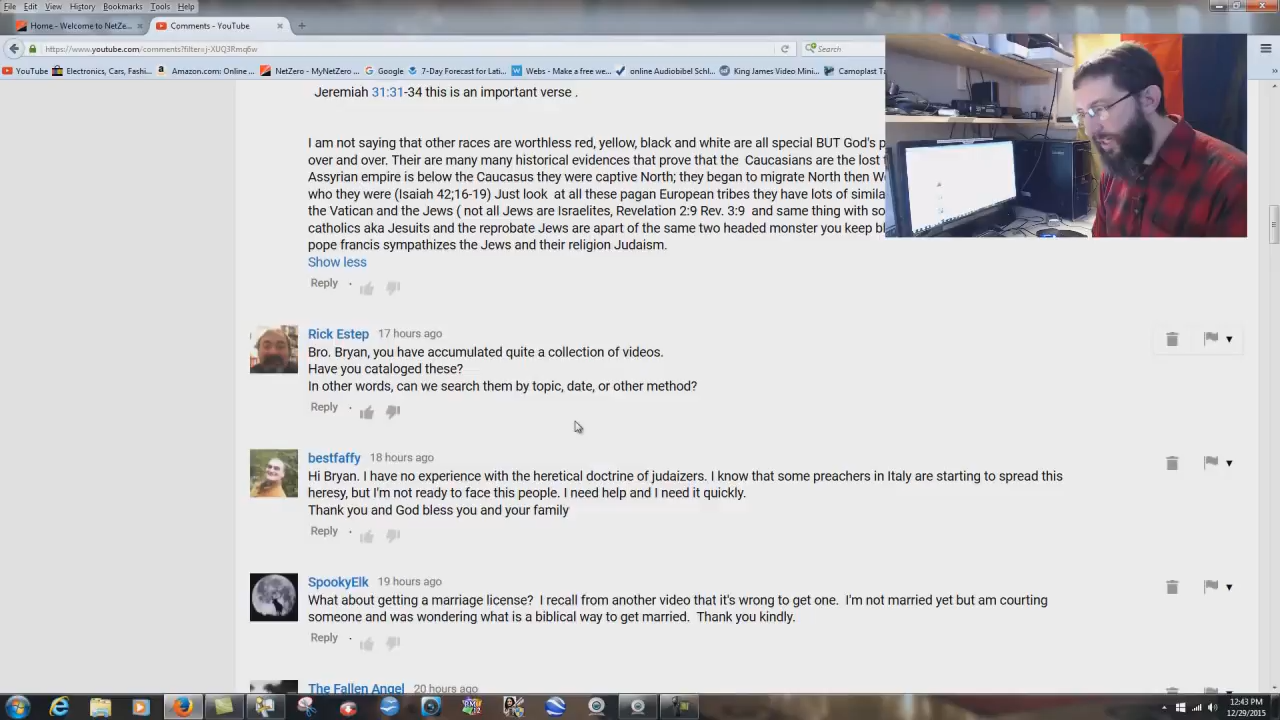 File Edit View History Bookmarks Tools Help
Home - Welcome to NetZe... × Comments - YouTube × +
https://www.youtube.com/comments?filter=j-XUQ3Rmq6w Search
YouTube Electronics, Cars, Fashi... Amazon.com: Online ... NetZero - MyNetZero ... Google 7-Day Forecast for Lati... Webs - Make a free we... online Audiobibel Schl... King James Video Mini... Camoplast Ta
Jeremiah 31:31-34 this is an important verse .
I am not saying that other races are worthless red, yellow, black and white are all special BUT God's p
over and over. Their are many many historical evidences that prove that the Caucasians are the lost
Assyrian empire is below the Caucasus they were captive North; they began to migrate North then W
who they were (Isaiah 42;16-19) Just look at all these pagan European tribes they have lots of simila
the Vatican and the Jews ( not all Jews are Israelites, Revelation 2:9 Rev. 3:9 and same thing with so
catholics aka Jesuits and the reprobate Jews are apart of the same two headed monster you keep bl
pope francis sympathizes the Jews and their religion Judaism.
Show less
Reply ·
Rick Estep 17 hours ago
Bro. Bryan, you have accumulated quite a collection of videos.
Have you cataloged these?
In other words, can we search them by topic, date, or other method?
Reply ·
bestfaffy 18 hours ago
Hi Bryan. I have no experience with the heretical doctrine of judaizers. I know that some preachers in Italy are starting to spread this
heresy, but I'm not ready to face this people. I need help and I need it quickly.
Thank you and God bless you and your family
Reply ·
SpookyElk 19 hours ago
What about getting a marriage license? I recall from another video that it's wrong to get one. I'm not married yet but am courting
someone and was wondering what is a biblical way to get married. Thank you kindly.
Reply ·
The Fallen Angel 20 hours ago
12:43 PM
12/29/2015